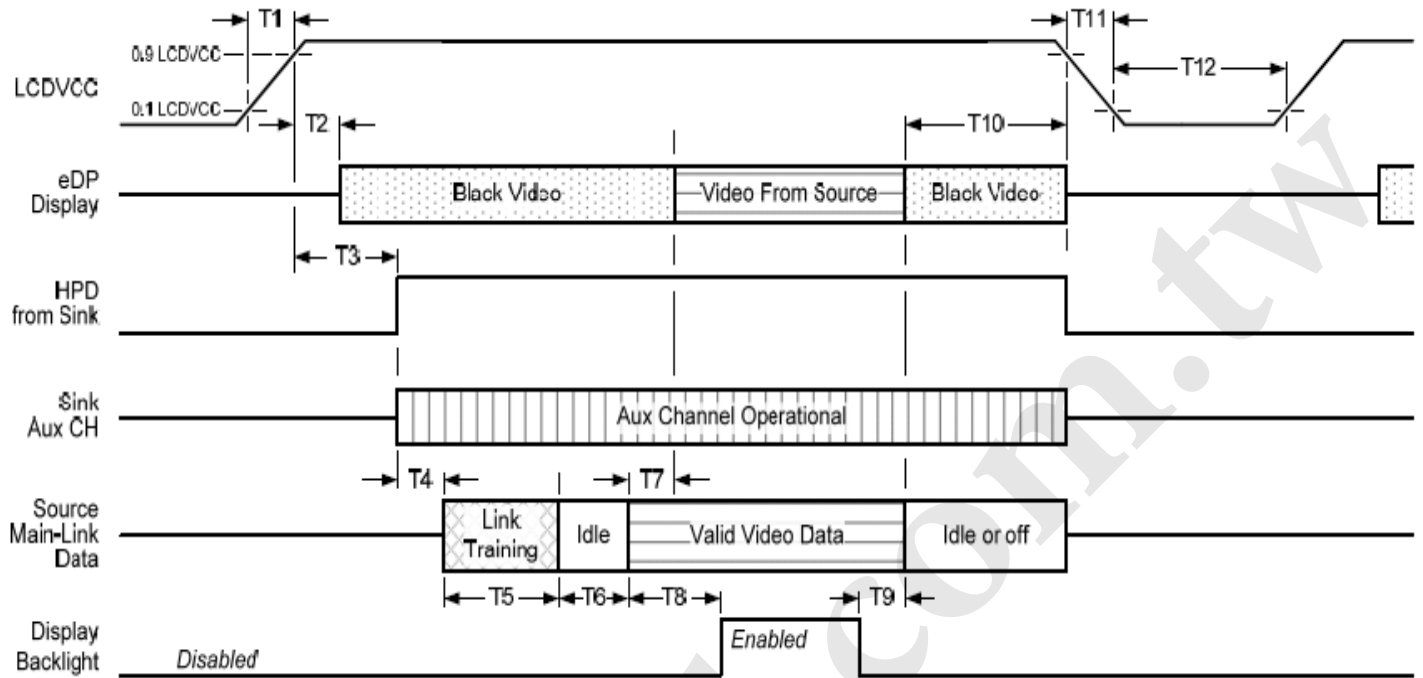 T1
T11
0.9 LCDVCC
LCDVCC
T12
0.1 LCDVCC
T2
T10
eDP
Display
Black Video
Video From Source
Black Video
T3
HPD
from Sink
Sink
Aux CH
Aux Channel Operational
T4
T7
Source
Main-Link
Data
Link
Training
Idle
Valid Video Data
Idle or off
T5
T6
T8
T9
Display
Backlight
Disabled
Enabled
.com.tw